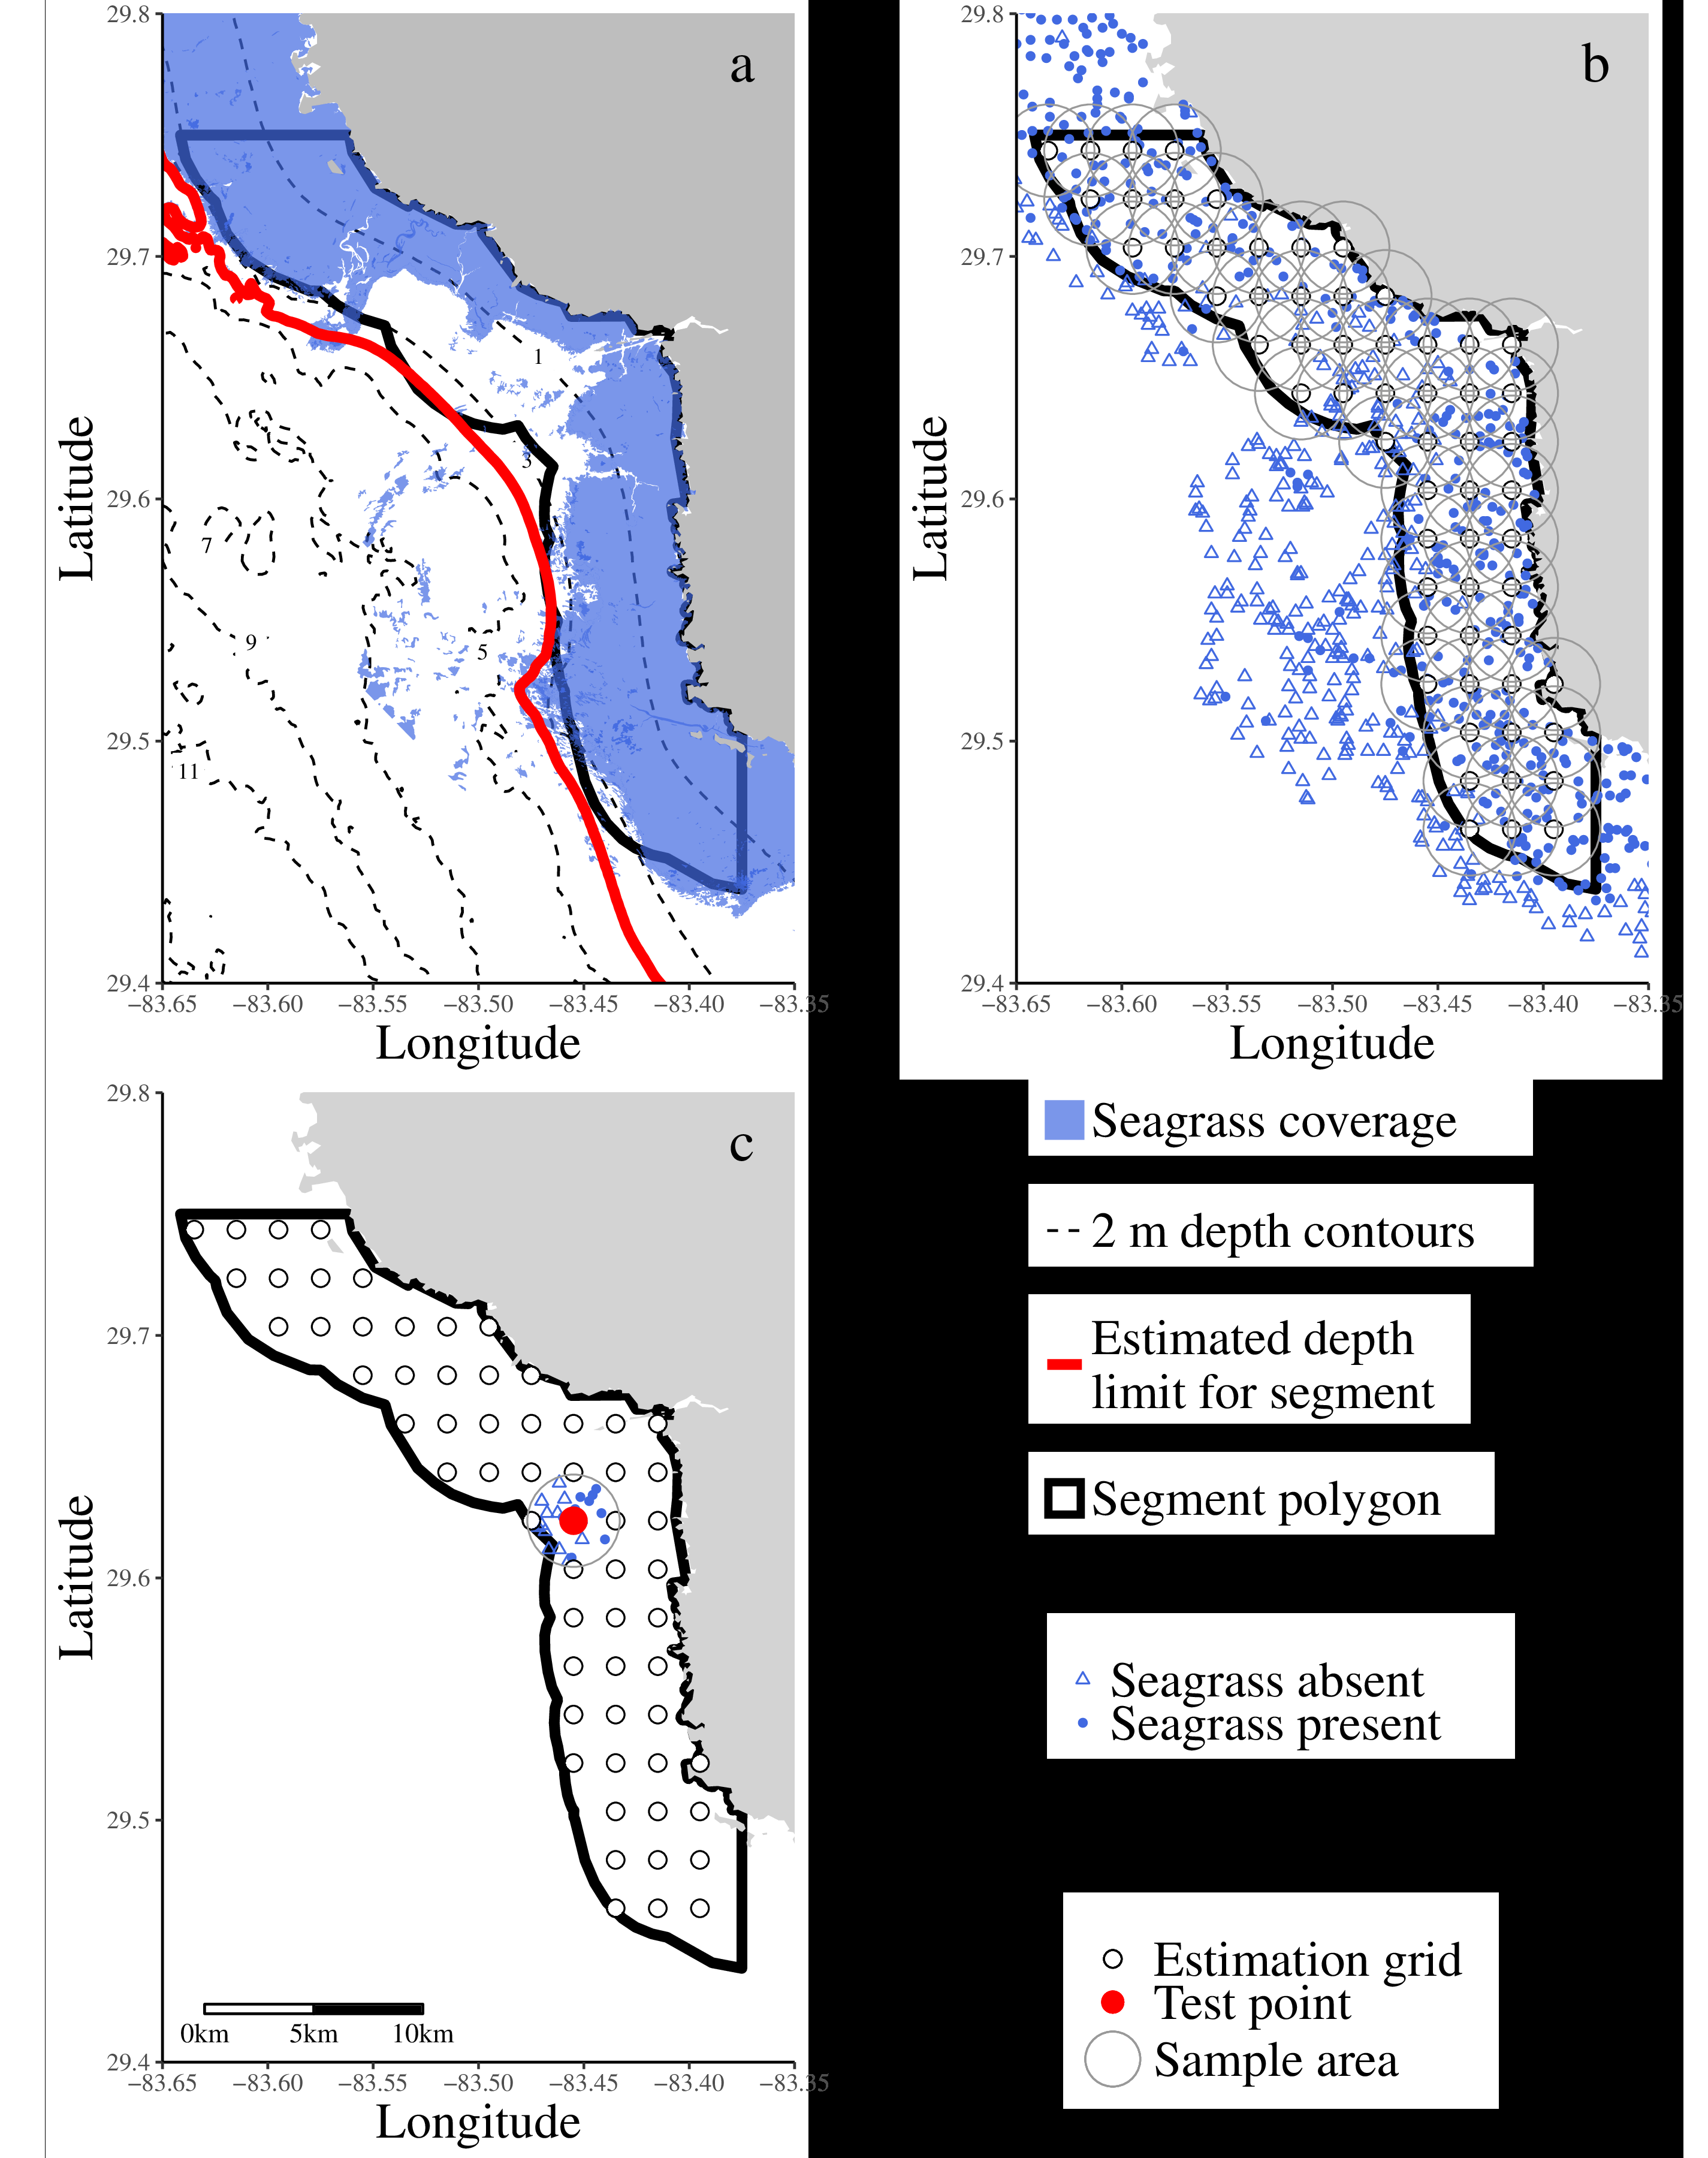 a
29.8
29.7
29.6
29.5
29.4
Latitude
1
3
5
7
9
11
−83.65
−83.60
−83.55
−83.50
−83.45
−83.40
−83.35
Longitude
b
29.8
29.7
29.6
29.5
29.4
Latitude
−83.65
−83.60
−83.55
−83.50
−83.45
−83.40
−83.35
Longitude
c
29.8
29.7
29.6
29.5
29.4
Latitude
0km 5km 10km
−83.65
−83.60
−83.55
−83.50
−83.45
−83.40
−83.35
Longitude
Seagrass coverage
2 m depth contours
Estimated depth
limit for segment
Segment polygon
Seagrass absent
Seagrass present
Estimation grid
Test point
Sample area